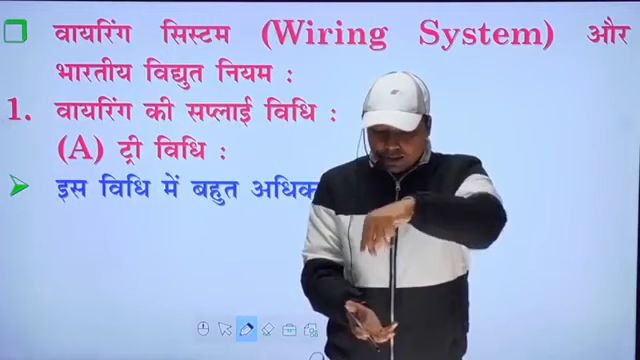 वायरिंग सिस्टम (Wiring System) और
भारतीय विद्युत नियम :
1. वायरिंग की सप्लाई विधि :
(A) ट्री विधि :
इस विधि में बहुत अधिक